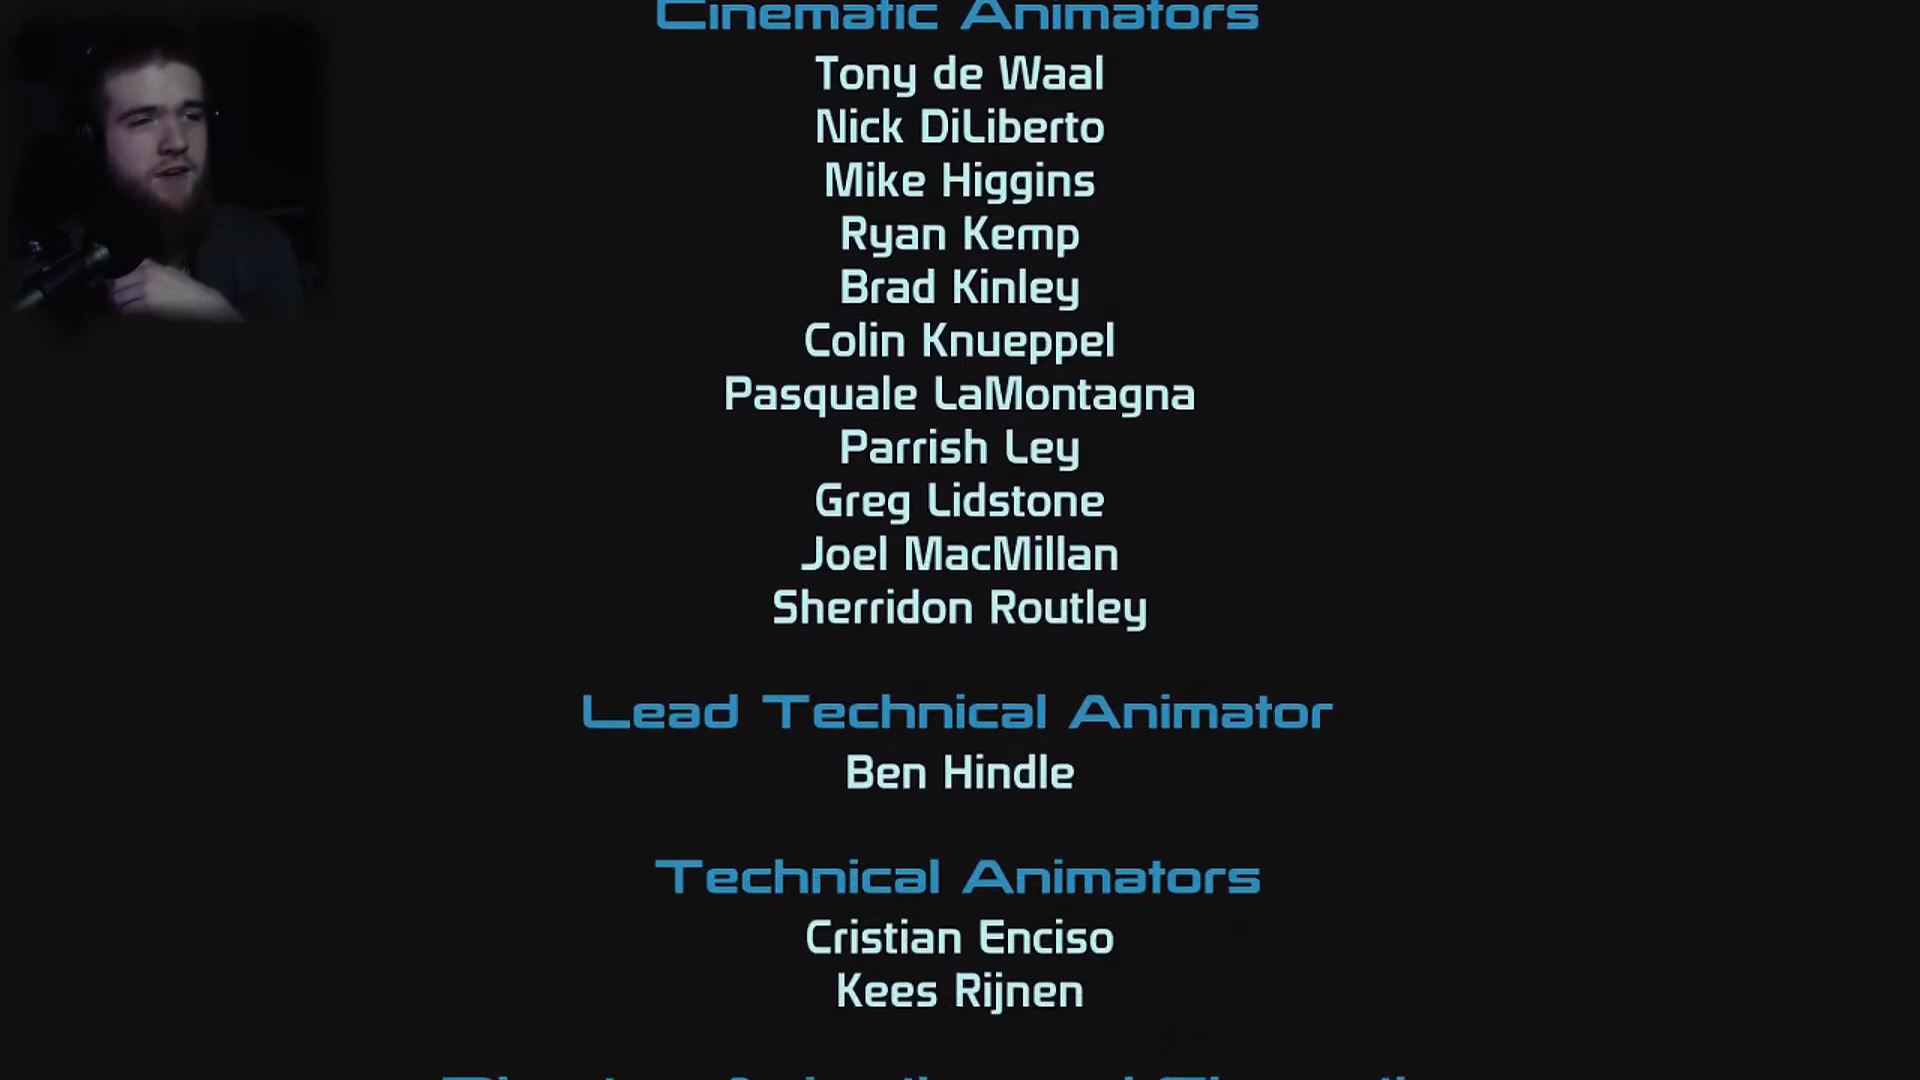 Cinematic Animators
Tony de Waal
Nick DiLiberto
Mike Higgins
Ryan Kemp
Brad Kinley
Colin Knueppel
Pasquale LaMontagna
Parrish Ley
Greg Lidstone
Joel MacMillan
Sherridon Routley
Lead Technical Animator
Ben Hindle
Technical Animators
Cristian Enciso
Kees Rijnen